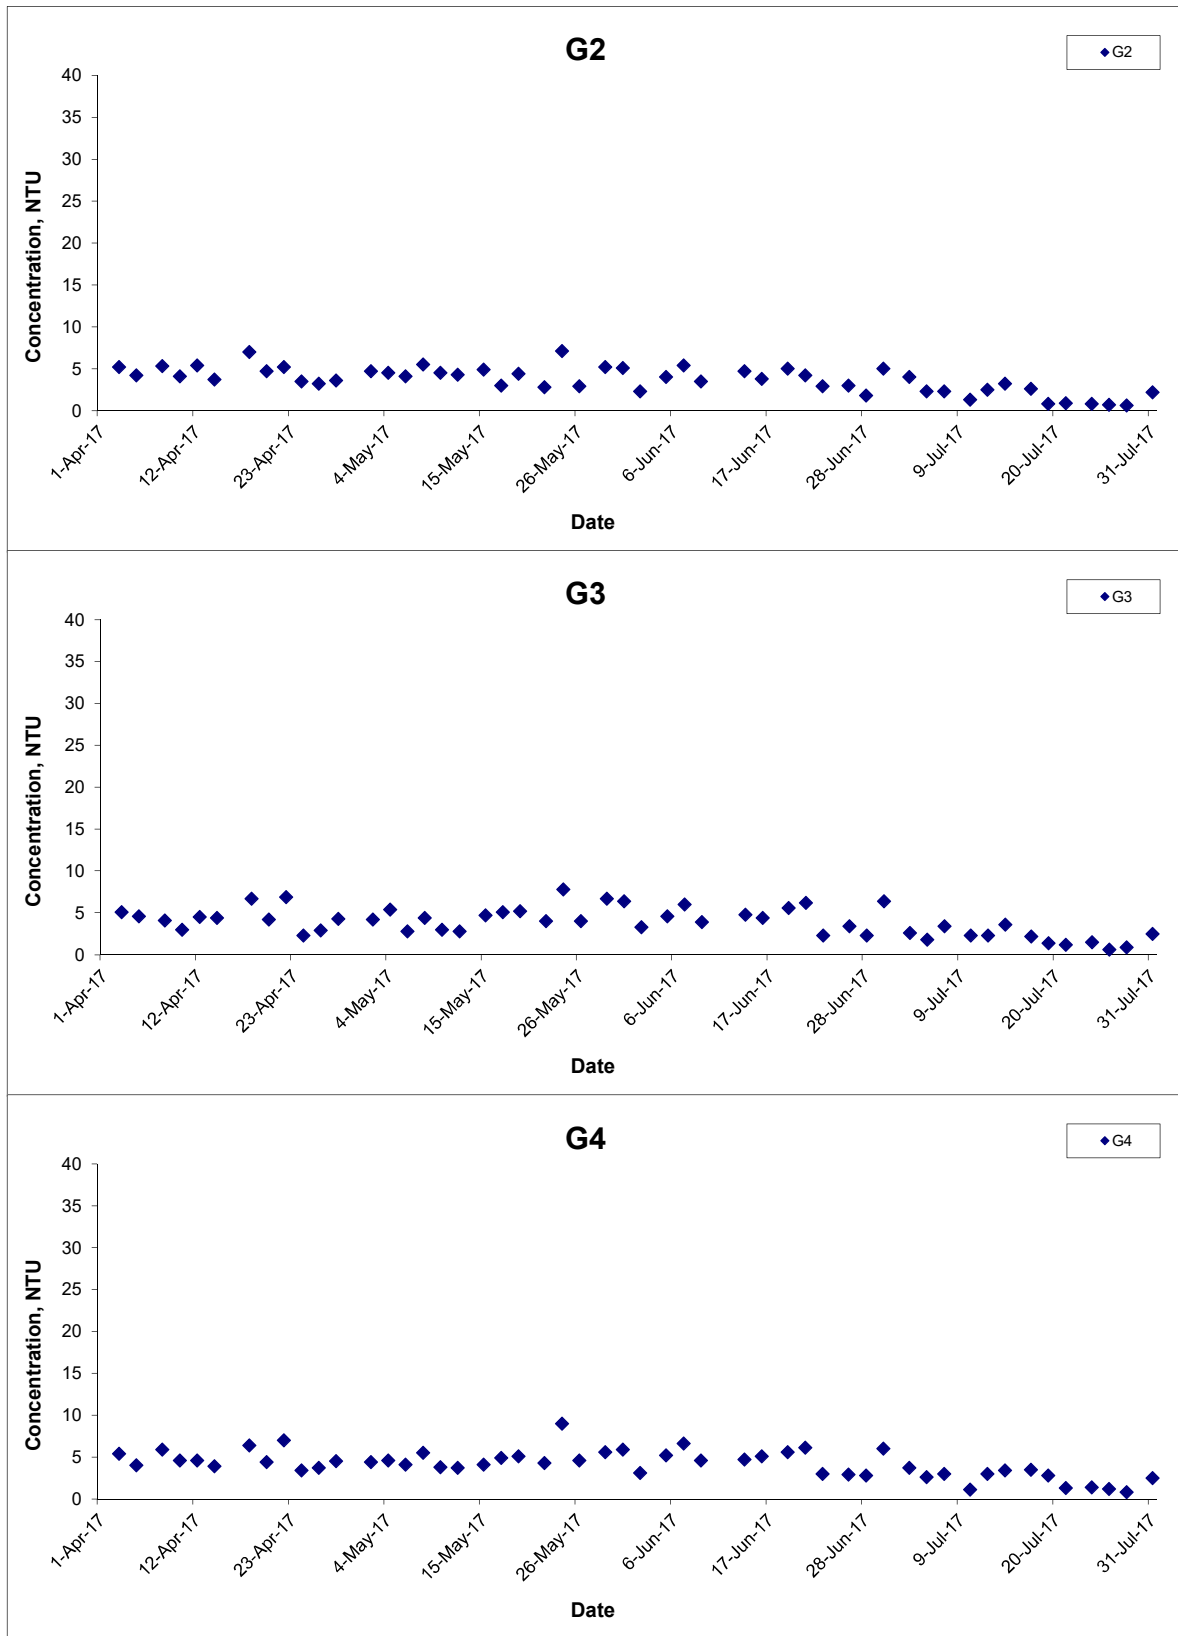 G2
G2
40
35
30
25
20
15
10
5
0
Concentration, NTU
1-Apr-17
12-Apr-17
23-Apr-17
4-May-17
15-May-17
26-May-17
6-Jun-17
17-Jun-17
28-Jun-17
9-Jul-17
20-Jul-17
31-Jul-17
Date
G3
G3
40
35
30
25
20
15
10
5
0
Concentration, NTU
1-Apr-17
12-Apr-17
23-Apr-17
4-May-17
15-May-17
26-May-17
6-Jun-17
17-Jun-17
28-Jun-17
9-Jul-17
20-Jul-17
31-Jul-17
Date
G4
G4
40
35
30
25
20
15
10
5
0
Concentration, NTU
1-Apr-17
12-Apr-17
23-Apr-17
4-May-17
15-May-17
26-May-17
6-Jun-17
17-Jun-17
28-Jun-17
9-Jul-17
20-Jul-17
31-Jul-17
Date